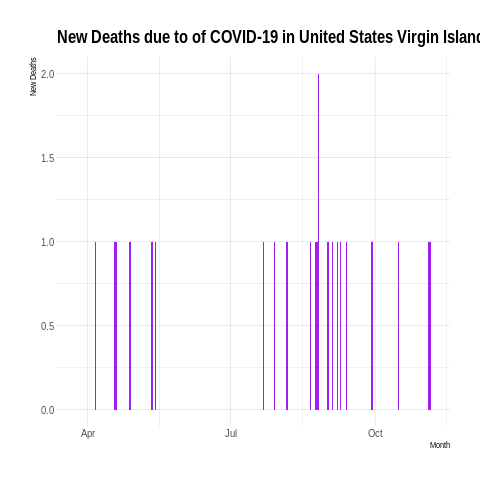 New Deaths due to of COVID-19 in United States Virgin Island
New Deaths
2.0
1.5
1.0
0.5
0.0
Apr
Jul
Oct
Month